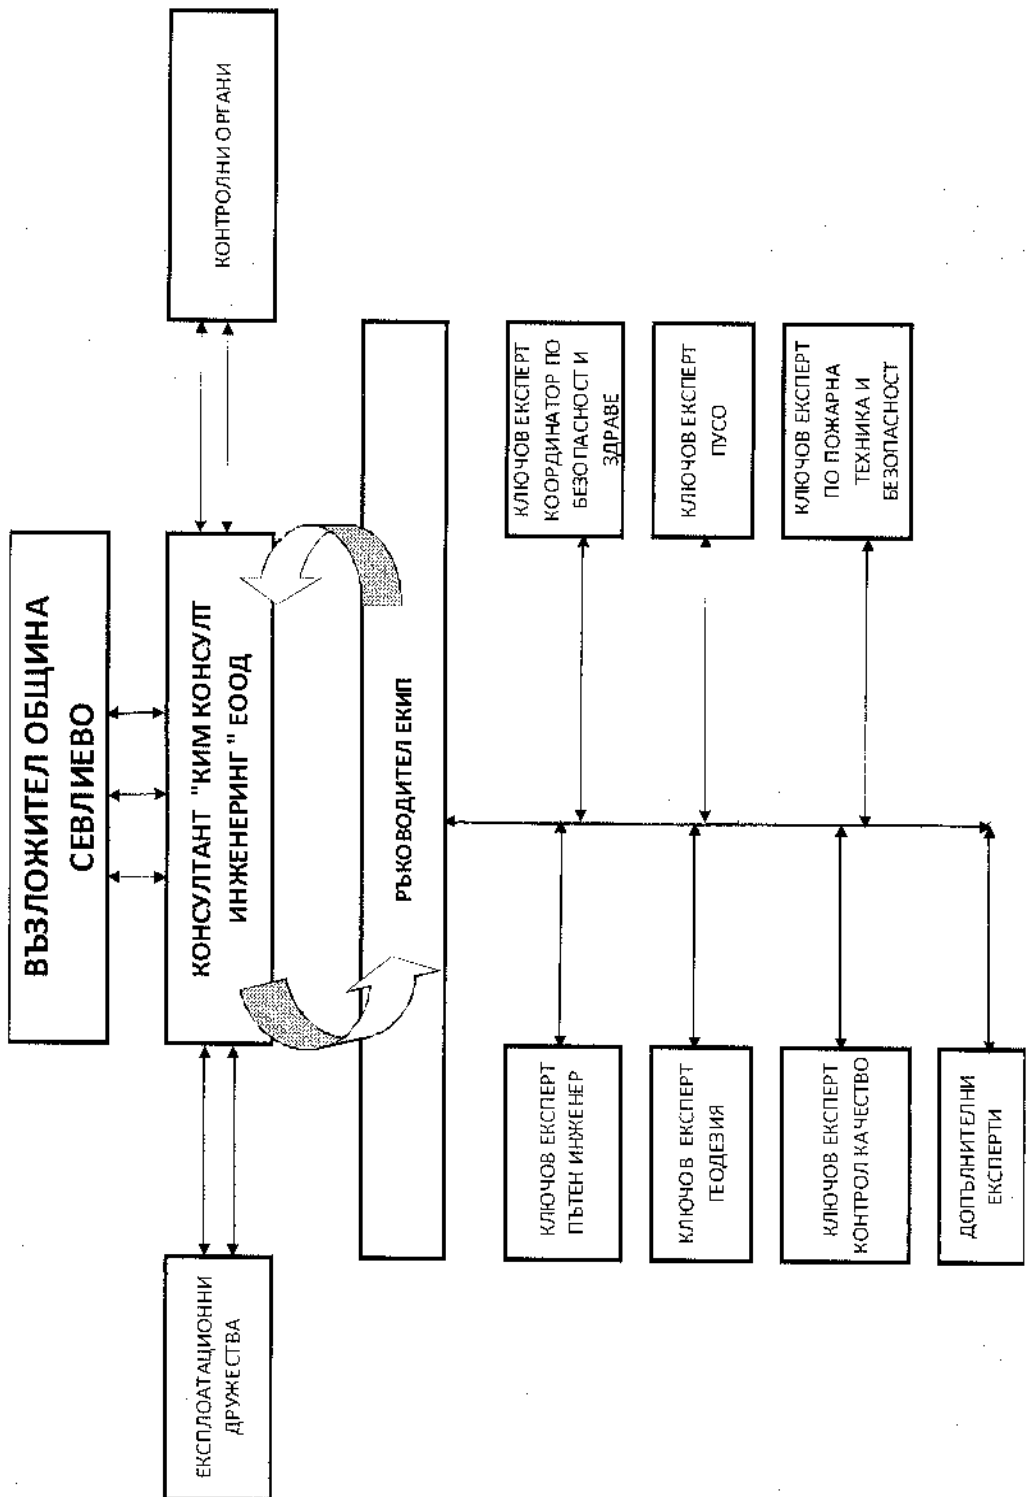 ВЪЗЛОЖИТЕЛ ОБЩИНА
СЕВЛИЕВО
ЕКСПЛОАТАЦИОННИ
ДРУЖЕСТВА
КОНСУЛТАНТ "КИМ КОНСУЛТ
ИНЖЕНЕРИНГ" ЕООД
КОНТРОЛНИ ОРГАНИ
РЪКОВОДИТЕЛ ЕКИП
КЛЮЧОВ ЕКСПЕРТ
ПЪТЕН ИНЖЕНЕР
КЛЮЧОВ ЕКСПЕРТ
КООРДИНАТОР ПО
БЕЗОПАСНОСТ И
ЗДРАВЕ
КЛЮЧОВ ЕКСПЕРТ
ГЕОДЕЗИЯ
КЛЮЧОВ ЕКСПЕРТ
ПУСО
КЛЮЧОВ ЕКСПЕРТ
КОНТРОЛ КАЧЕСТВО
КЛЮЧОВ ЕКСПЕРТ
ПО ПОЖАРНА
ТЕХНИКА И
БЕЗОПАСНОСТ
ДОПЪЛНИТЕЛНИ
ЕКСПЕРТИ